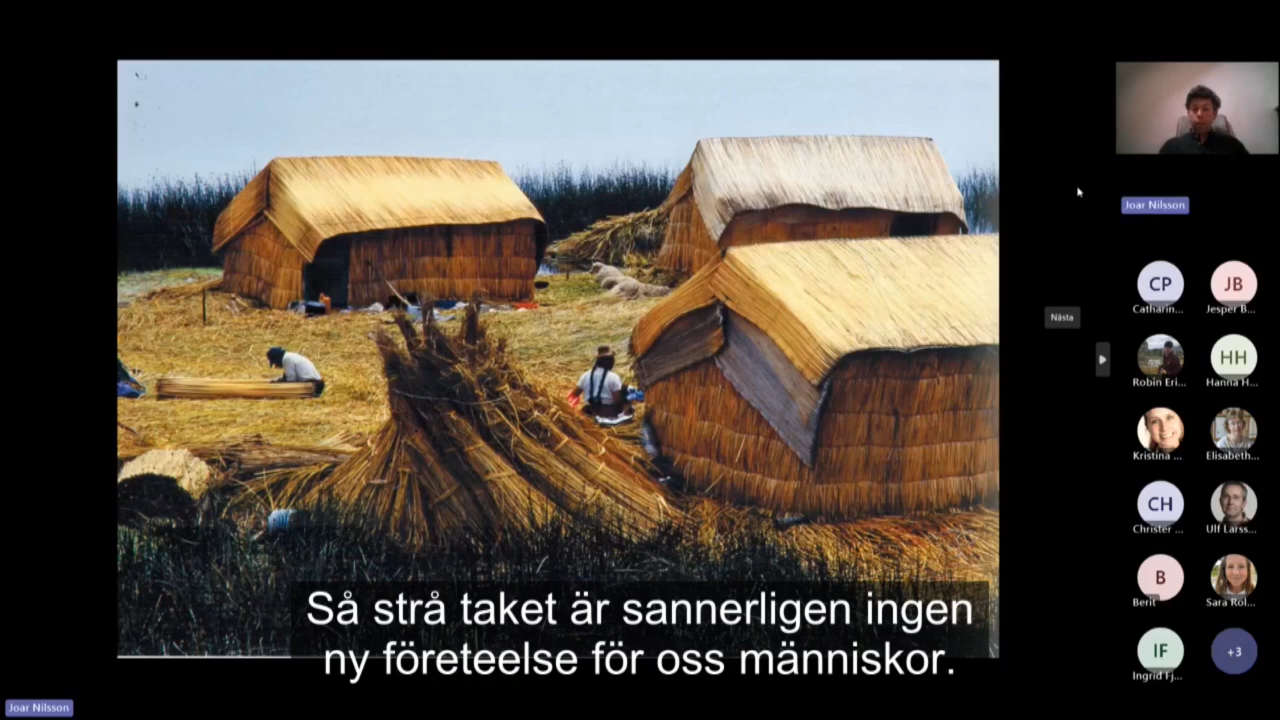 Joar Nilsson
CP
JB
Catharin...
Jesper B...
Nästa
HH
Robin Eri...
Hanna H...
Kristina ...
Elisabeth...
CH
Christer ...
Ulf Larss...
B
Berit
Sara Rol...
IF
+3
Ingrid Fj...
Så strå taket är sannerligen ingen
ny företeelse för oss människor.
Joar Nilsson